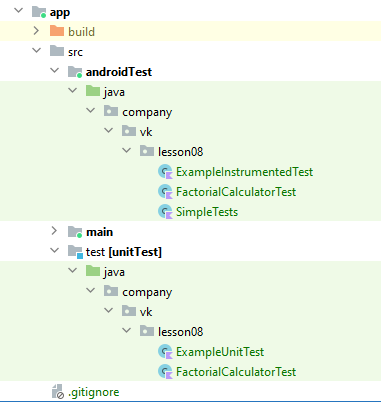 app
build
src
androidTest
java
company
vk
lesson08
ExampleInstrumentedTest
FactorialCalculatorTest
SimpleTests
main
test [unitTest]
java
company
vk
lesson08
ExampleUnitTest
FactorialCalculatorTest
.gitignore